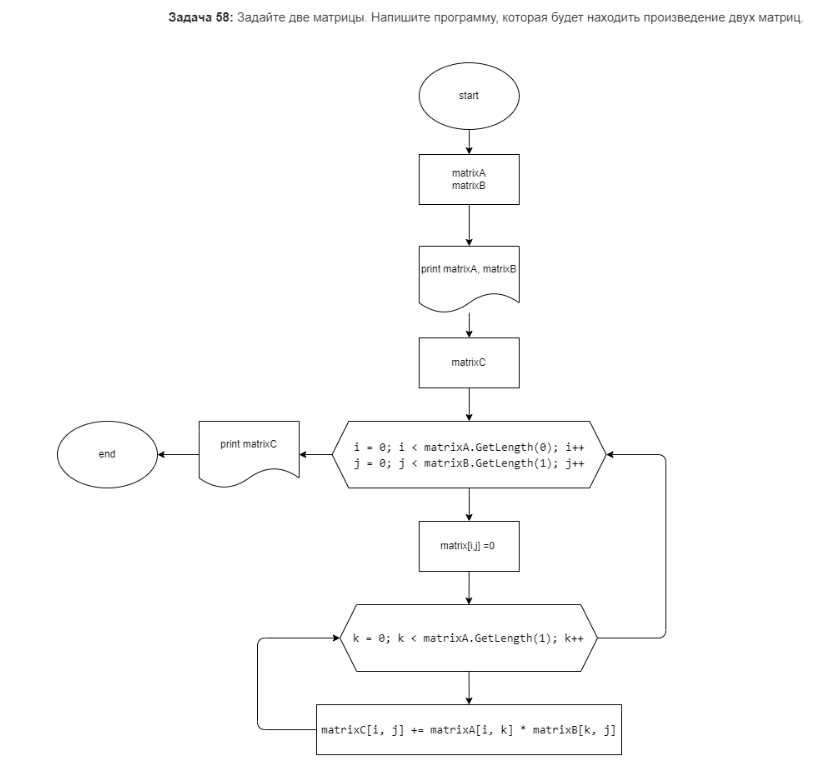 Задача 58: Задайте две матрицы. Напишите программу, которая будет находить произведение двух матриц.
start
matrixA
matrixB
print matrixA, matrixB
matrixC
i = 0; i < matrixA.GetLength(0); i++
j = 0; j < matrixB.GetLength(1); j++
print matrixC
end
matrix[i,j] =0
k = 0; k < matrixA.GetLength(1); k++
matrixC[i, j] += matrixA[i, k] * matrixB[k, j]